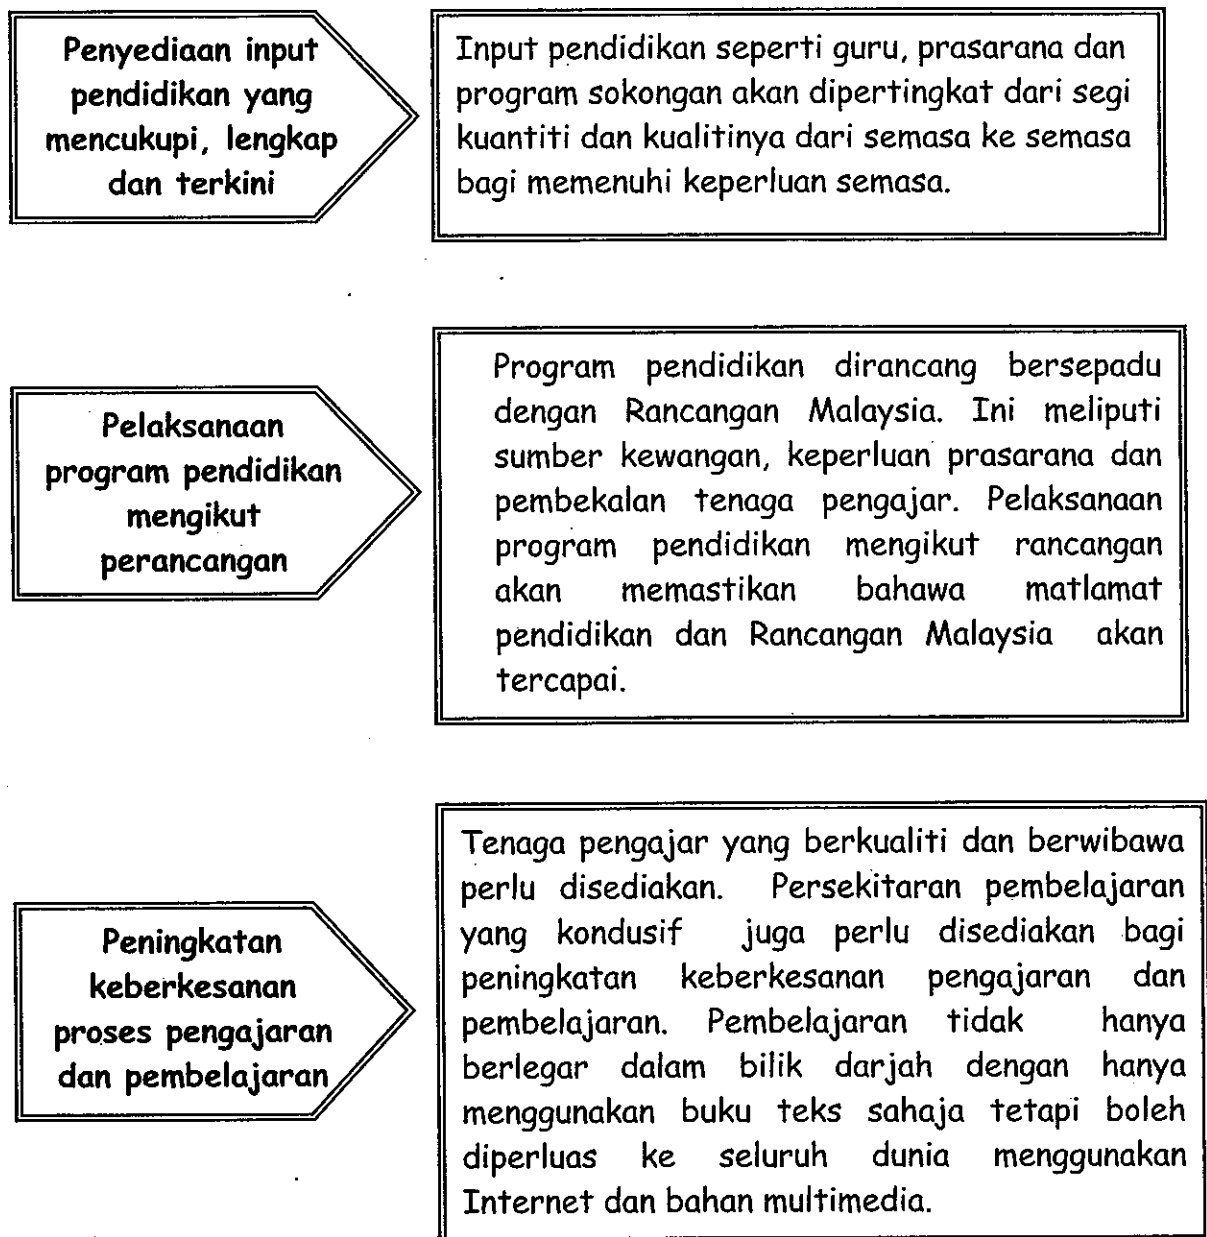 Penyediaan input
pendidikan yang
mencukupi, lengkap
dan terkini
Input pendidikan seperti guru, prasarana dan
program sokongan akan dipertingkat dari segi
kuantiti dan kualitinya dari semasa ke semasa
bagi memenuhi keperluan semasa.
Pelaksanaan
program pendidikan
mengikut
perancangan
Program pendidikan dirancang bersepadu
dengan Rancangan Malaysia. Ini meliputi
sumber kewangan, keperluan prasarana dan
pembekalan tenaga pengajar. Pelaksanaan
program pendidikan mengikut rancangan
akan memastikan bahawa matlamat
pendidikan dan Rancangan Malaysia akan
tercapai.
Peningkatan
keberkesanan
proses pengajaran
dan pembelajaran
Tenaga pengajar yang berkualiti dan berwibawa
perlu disediakan. Persekitaran pembelajaran
yang kondusif juga perlu disediakan bagi
peningkatan keberkesanan pengajaran dan
pembelajaran. Pembelajaran tidak hanya
berlegar dalam bilik darjah dengan hanya
menggunakan buku teks sahaja tetapi boleh
diperluas ke seluruh dunia menggunakan
Internet dan bahan multimedia.